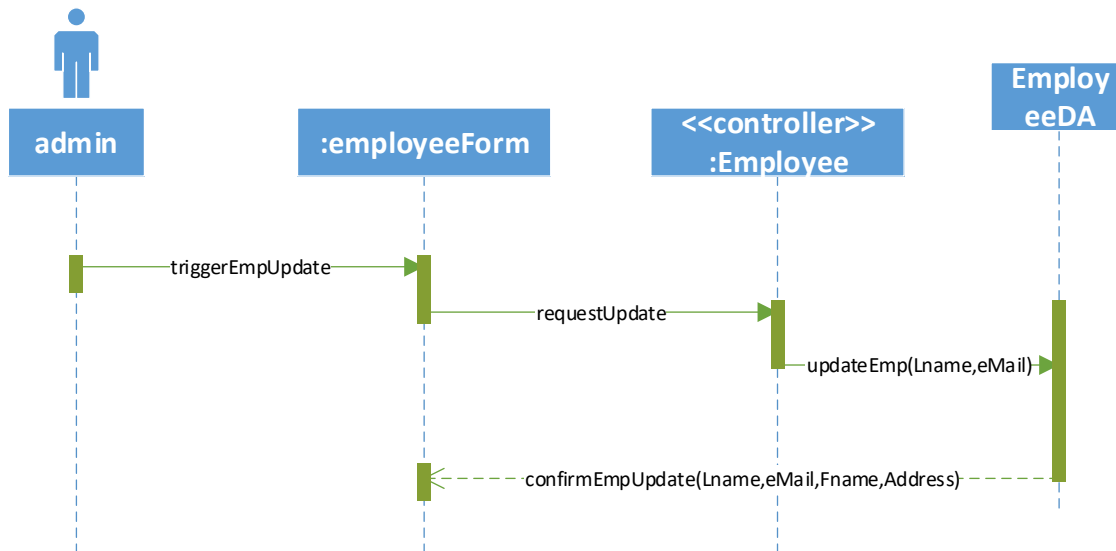 admin
:employeeForm
<<controller>>
:Employee
Employ
eeDA
triggerEmpUpdate
requestUpdate
updateEmp(Lname,eMail)
confirmEmpUpdate(Lname,eMail,Fname,Address)